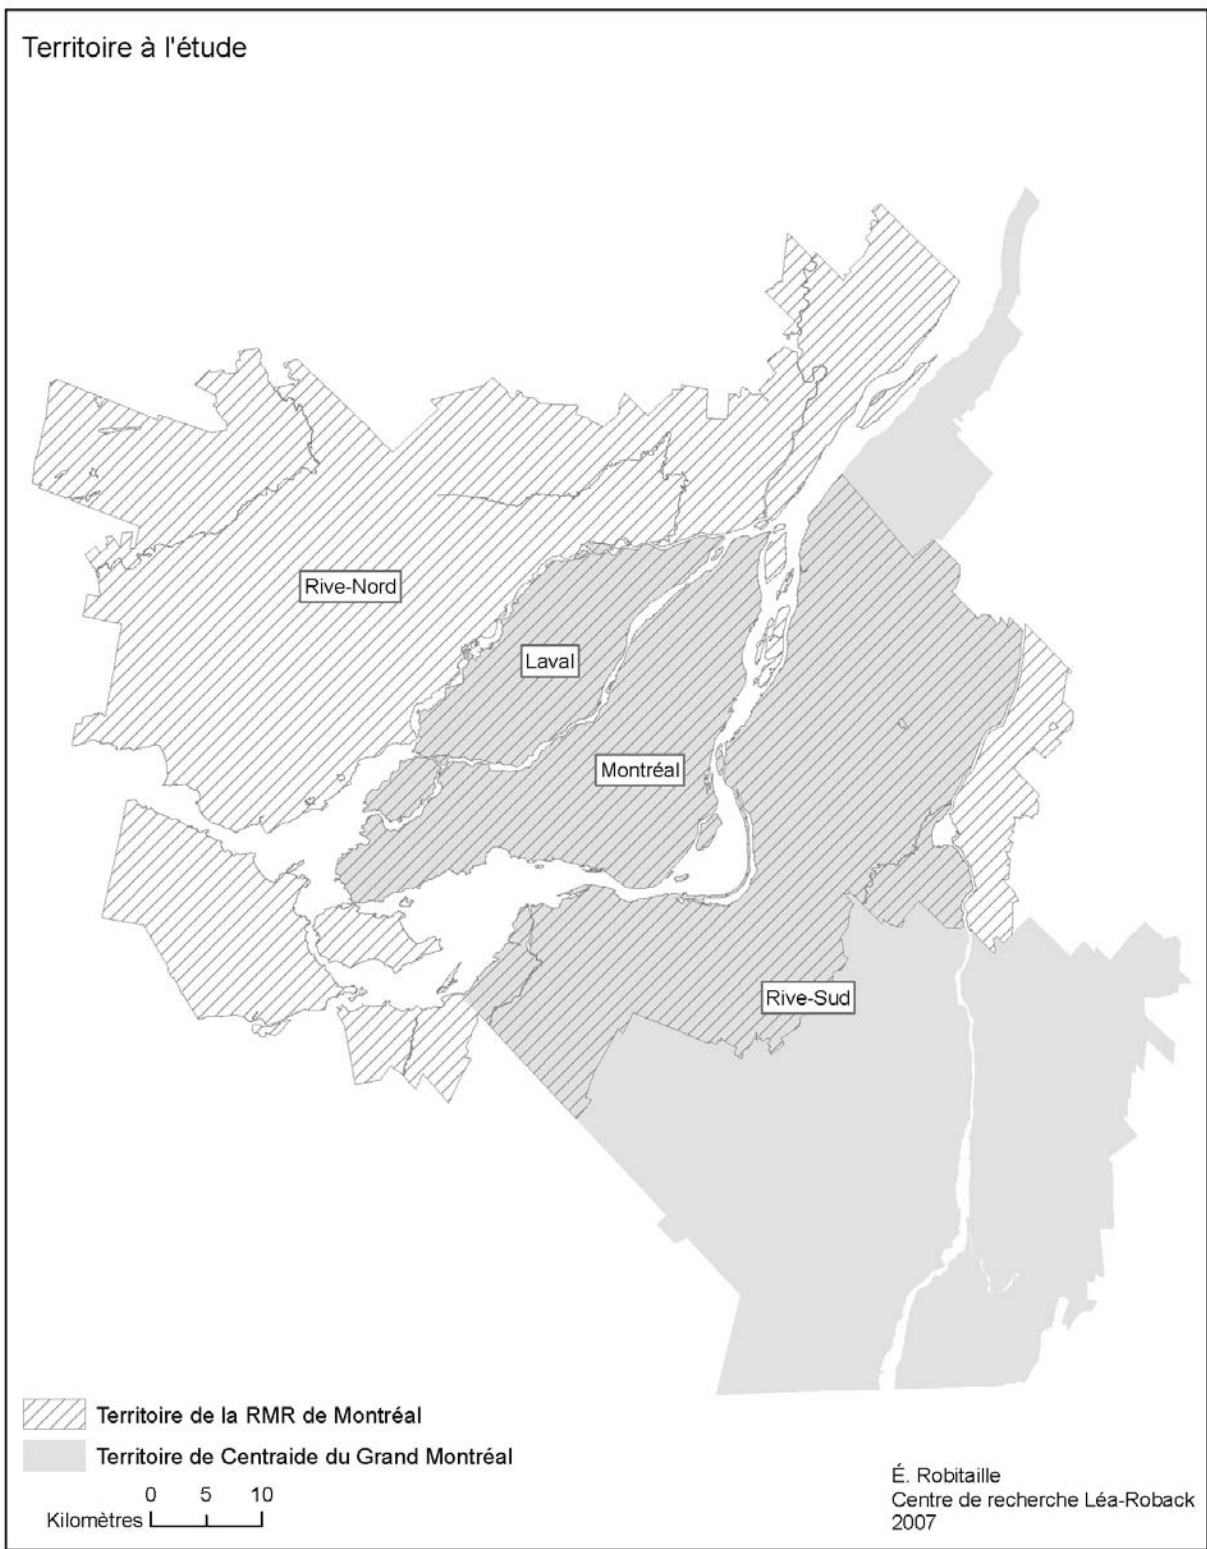 Territoire à l'étude
Rive-Nord
Laval
Montréal
Rive-Sud
Territoire de la RMR de Montréal
Territoire de Centraide du Grand Montréal
0 5 10
Kilomètres
É. Robitaille
Centre de recherche Léa-Roback
2007